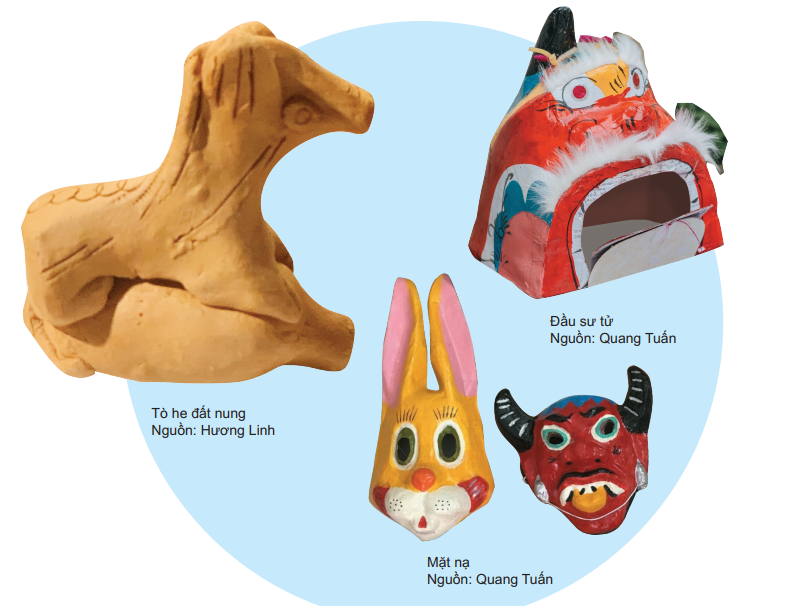 Đầu sư tử
Nguồn: Quang Tuấn
Tò he đất nung
Nguồn: Hương Linh
Mặt nạ
Nguồn: Quang Tuấn